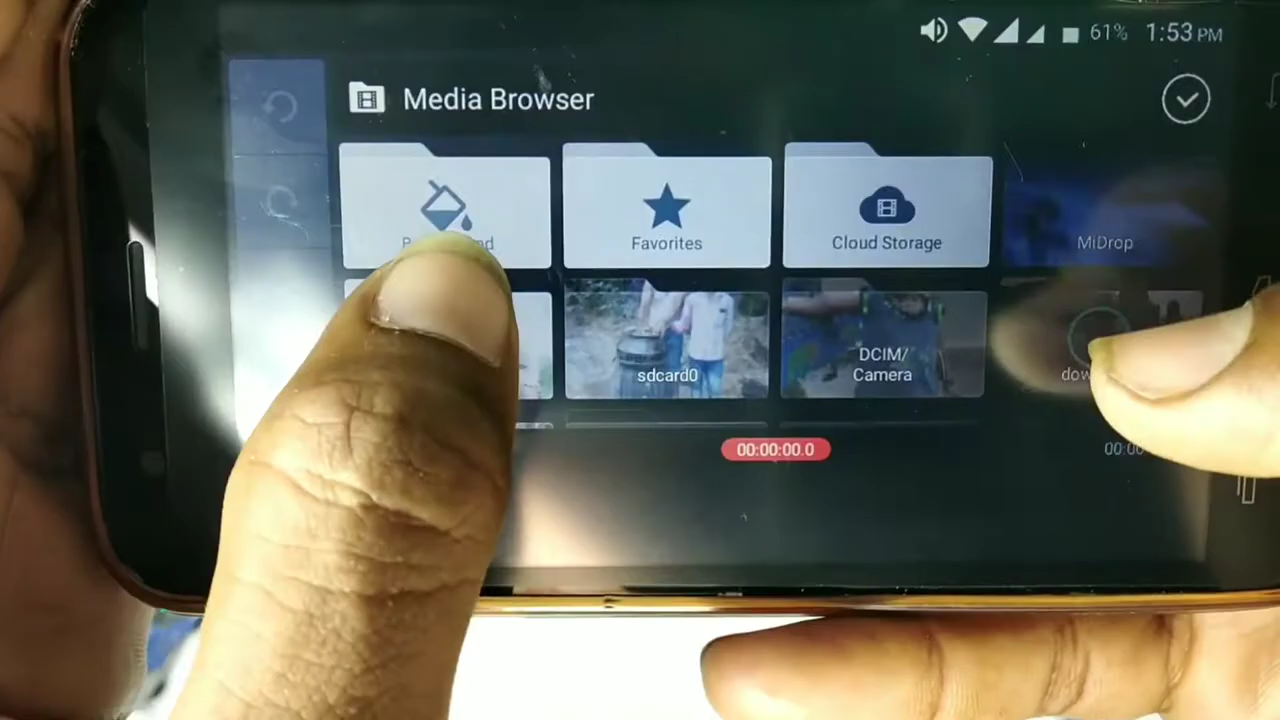 61% 1:53 PM
Media Browser
Favorites
Cloud Storage
MiDrop
sdcard0
DCIM/
Camera
00:00:00.0